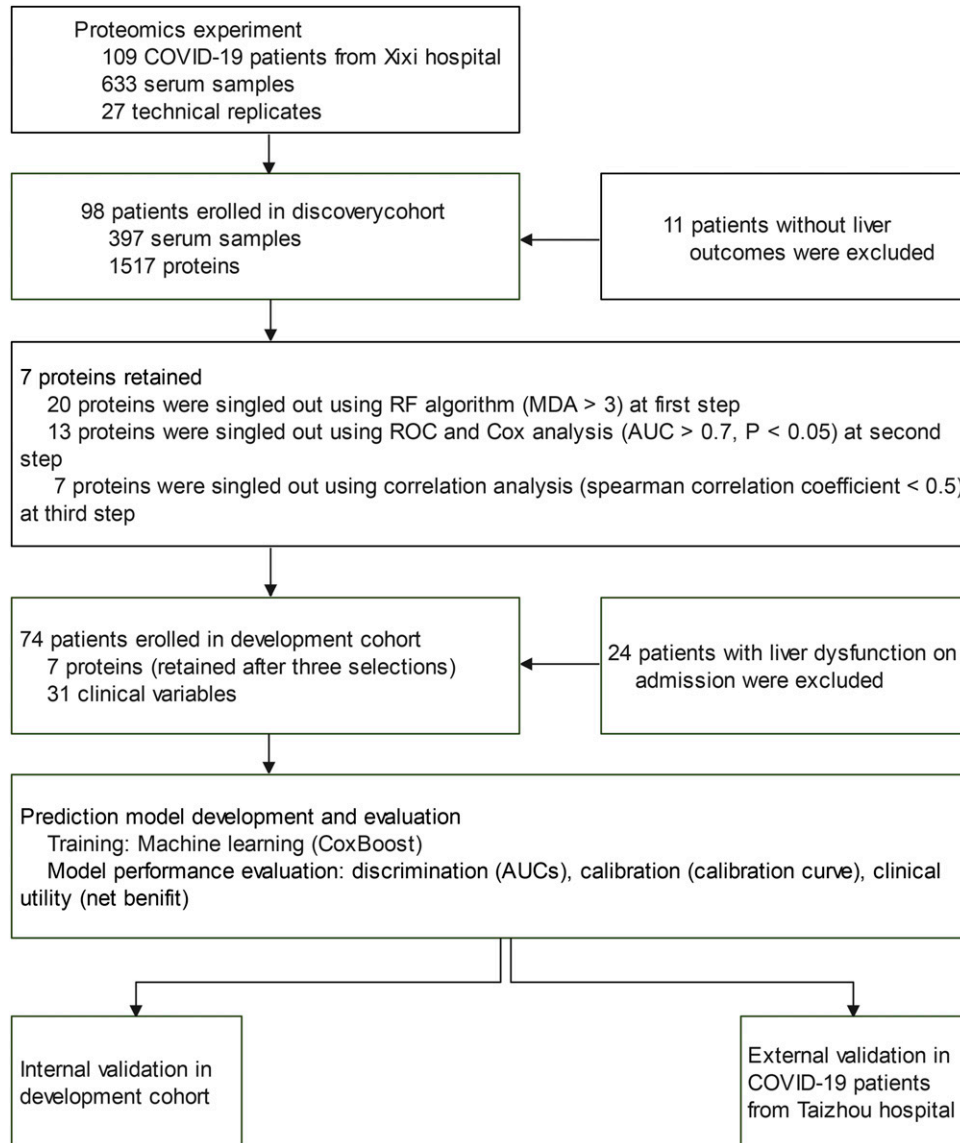 Proteomics experiment
109 COVID-19 patients from Xixi hospital
633 serum samples
27 technical replicates
98 patients erolled in discoverycohort
397 serum samples
1517 proteins
11 patients without liver
outcomes were excluded
7 proteins retained
20 proteins were singled out using RF algorithm (MDA > 3) at first step
13 proteins were singled out using ROC and Cox analysis (AUC > 0.7, P < 0.05) at second
step
7 proteins were singled out using correlation analysis (spearman correlation coefficient < 0.5)
at third step
74 patients erolled in development cohort
7 proteins (retained after three selections)
31 clinical variables
24 patients with liver dysfunction on
admission were excluded
Prediction model development and evaluation
Training: Machine learning (CoxBoost)
Model performance evaluation: discrimination (AUCs), calibration (calibration curve), clinical
utility (net benifit)
Internal validation in
development cohort
External validation in
COVID-19 patients
from Taizhou hospital